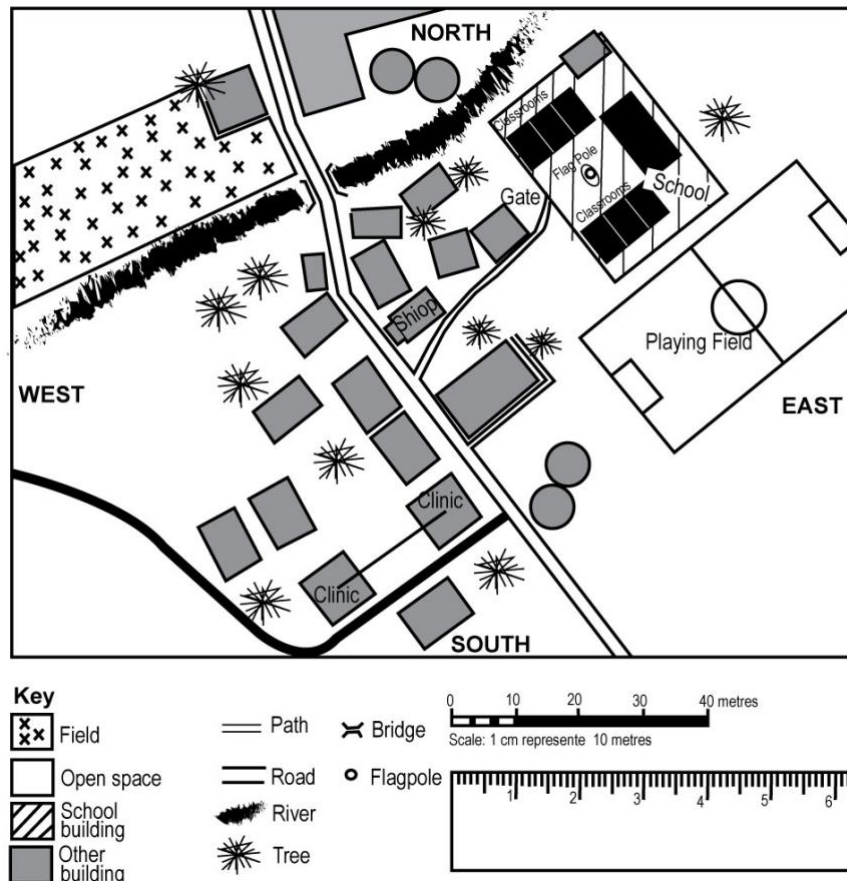 NORTH
Classrooms
Flag Pole
Gate
School
Classrooms
Shiop
Playing Field
WEST
EAST
Clinic
Clinic
SOUTH
Key
Field
Open space
School
building
Other
building
Path
Road
River
Tree
Bridge
Flagpole
0 10 20 30 40 metres
Scale: 1 cm represente 10 metres
1 2 3 4 5 6